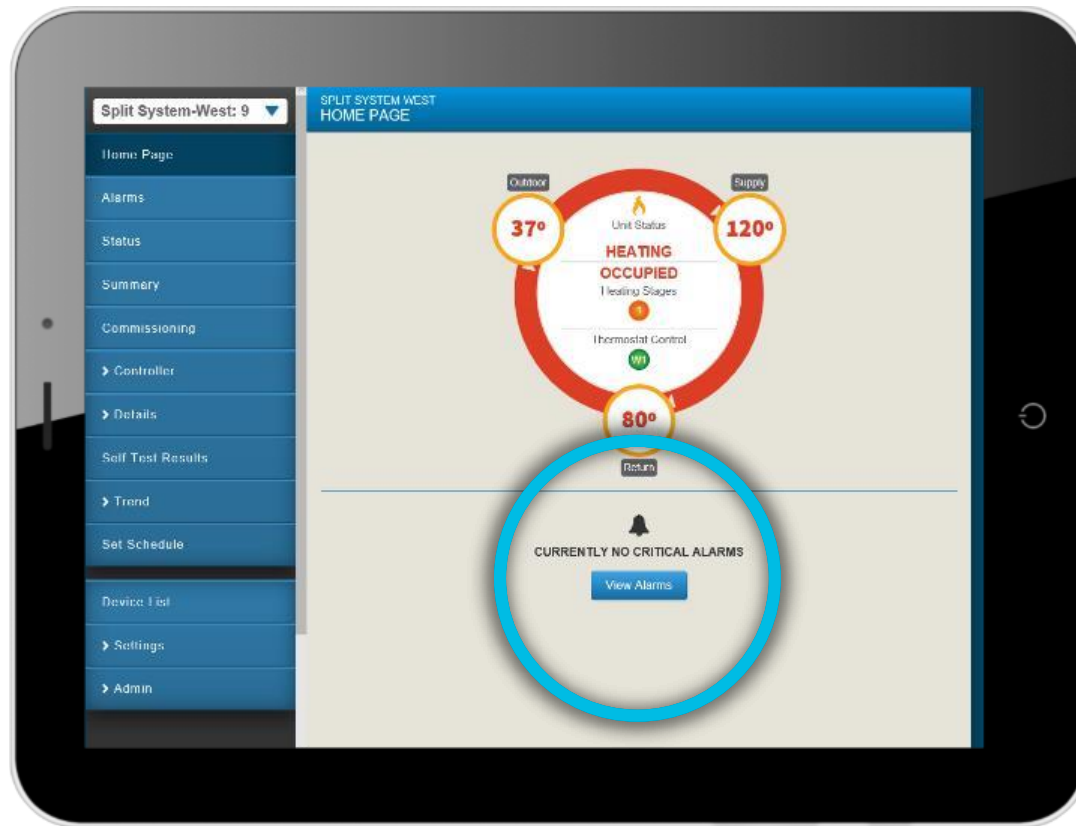 Split System-West: 9
Home Page
Alarms
Status
Summary
Commissioning
Controller
Details
Self Test Results
Trend
Set Schedule
Device List
Settings
Admin
SPLIT SYSTEM WEST
HOME PAGE
Outdoor
37º
Supply
120º
Unit Status
HEATING
OCCUPIED
Heating Stages
1
Thermostat Control
W1
80º
Return
CURRENTLY NO CRITICAL ALARMS
View Alarms